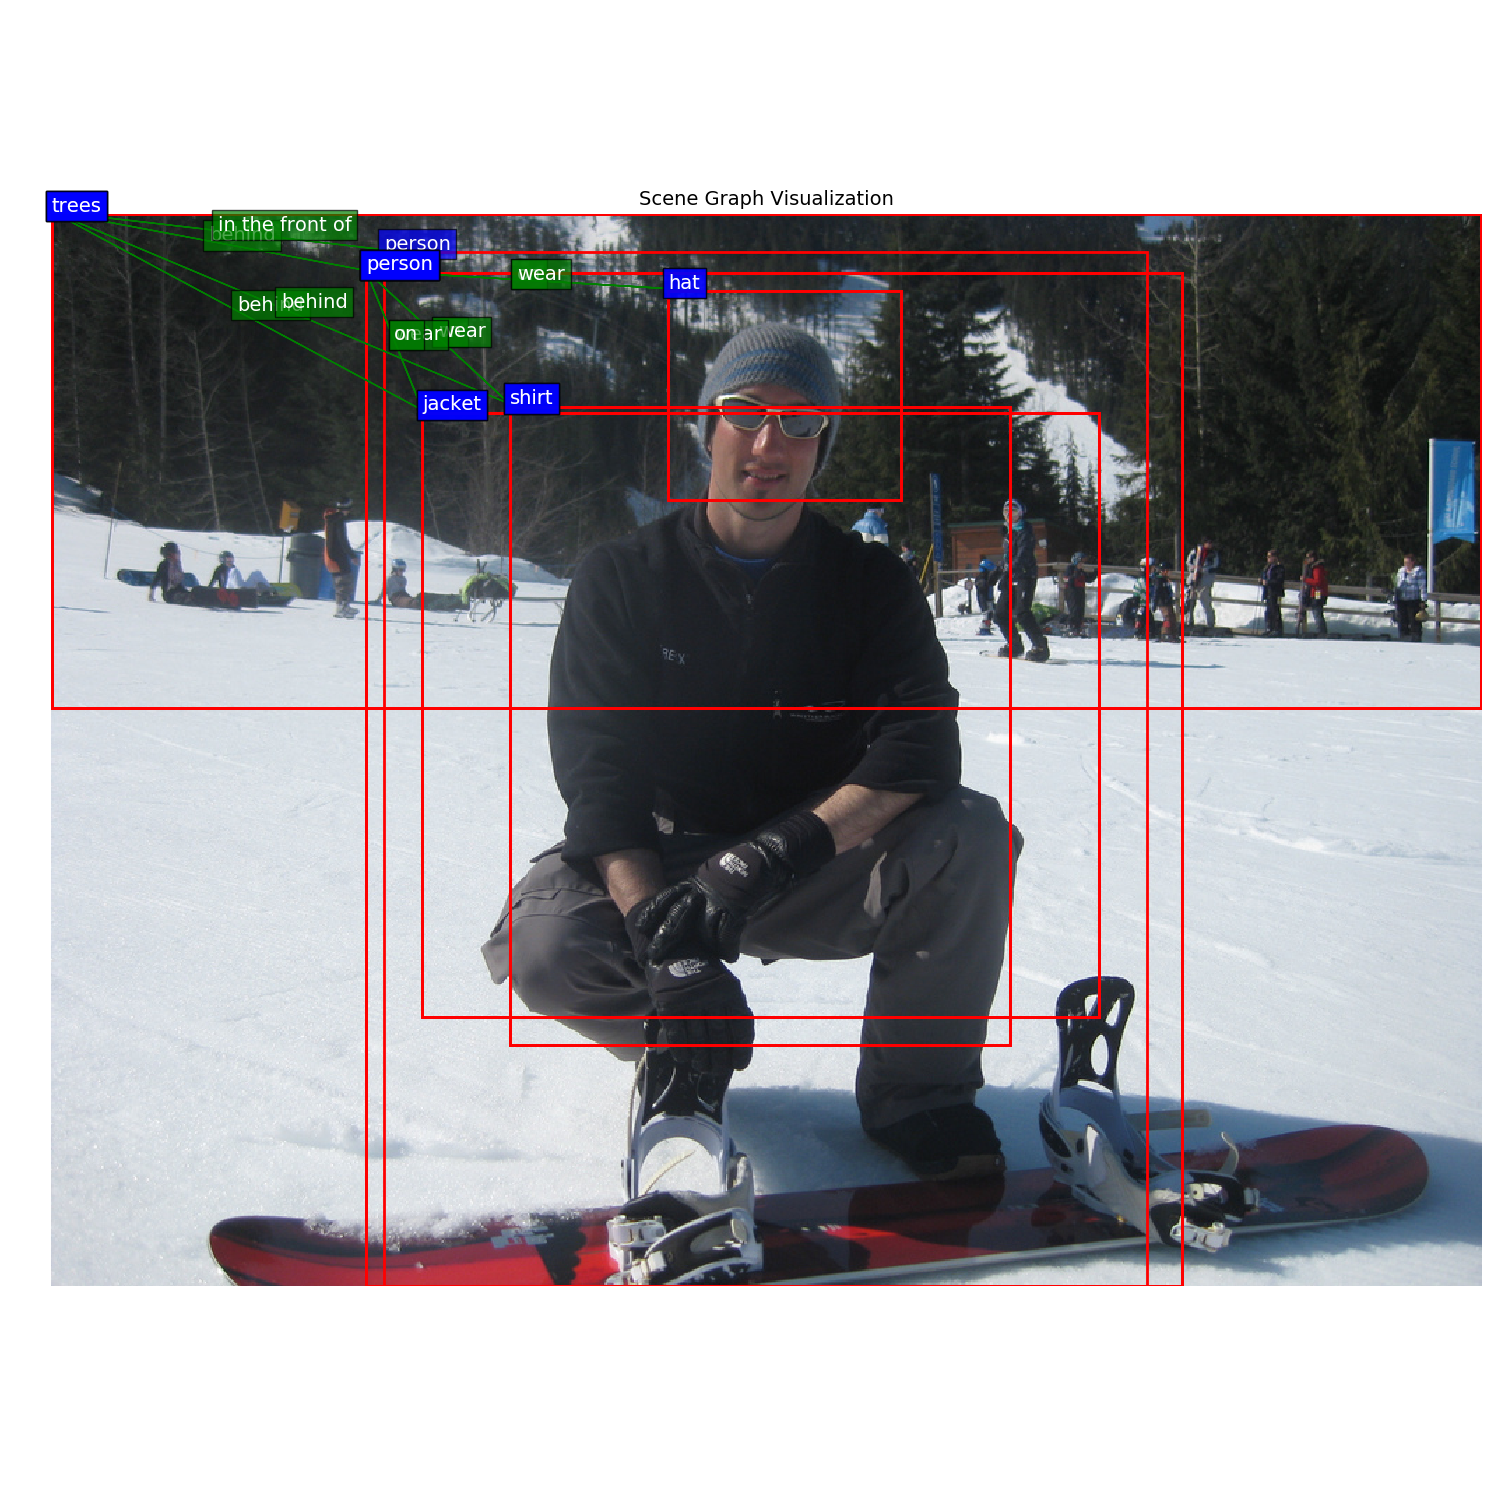 Scene Graph Visualization
trees
in the front of
behind
person
person
wear
hat
behind
behind
on
wear
wear
jacket
shirt